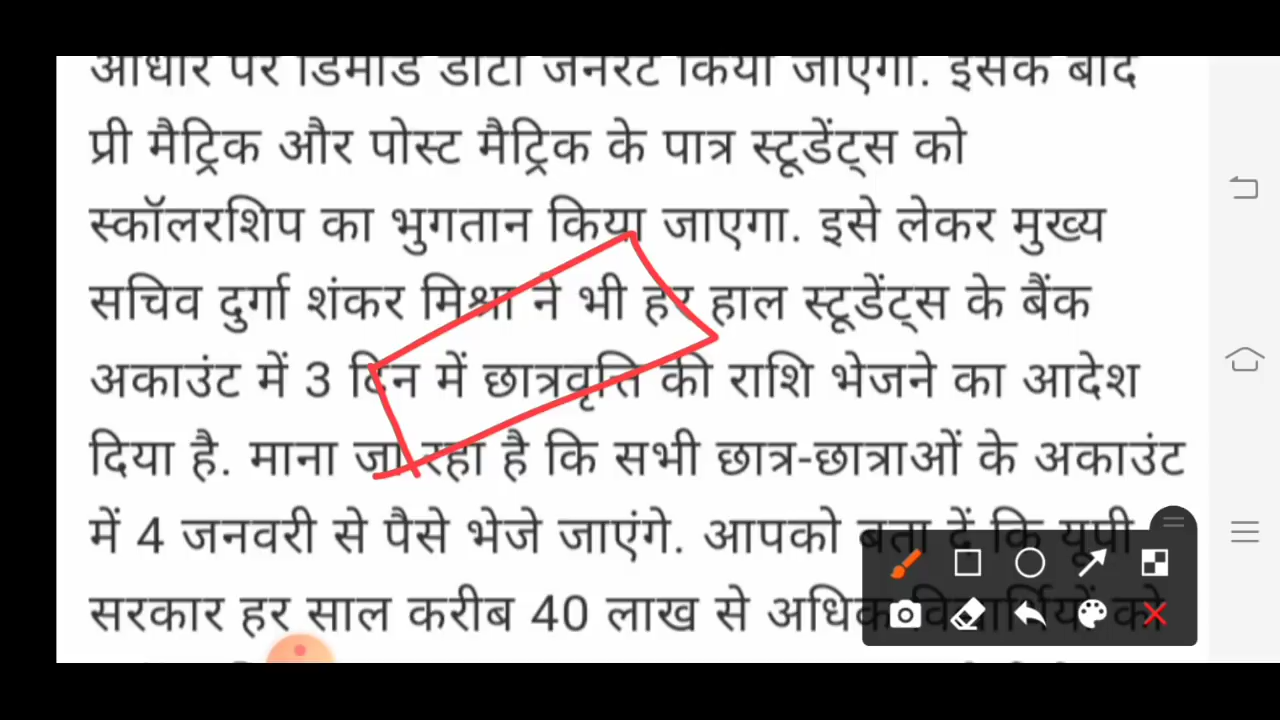 आधार पर डिमांड डाटा जनरेट किया जाएगा. इसके बाद
प्री मैट्रिक और पोस्ट मैट्रिक के पात्र स्टूडेंट्स को
स्कॉलरशिप का भुगतान किया जाएगा. इसे लेकर मुख्य
सचिव दुर्गा शंकर मिश्रा ने भी हर हाल स्टूडेंट्स के बैंक
अकाउंट में 3 दिन में छात्रवृत्ति की राशि भेजने का आदेश
दिया है. माना जा रहा है कि सभी छात्र-छात्राओं के अकाउंट
में 4 जनवरी से पैसे भेजे जाएंगे. आपको बता दें कि यूपी
सरकार हर साल करीब 40 लाख से अधिक विद्यार्थियों को